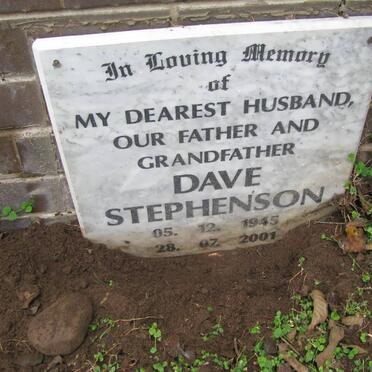 In Loving Memory
of
MY DEAREST HUSBAND,
OUR FATHER AND
GRANDFATHER
DAVE
STEPHENSON
05. 12. 1945
28. 07. 2001